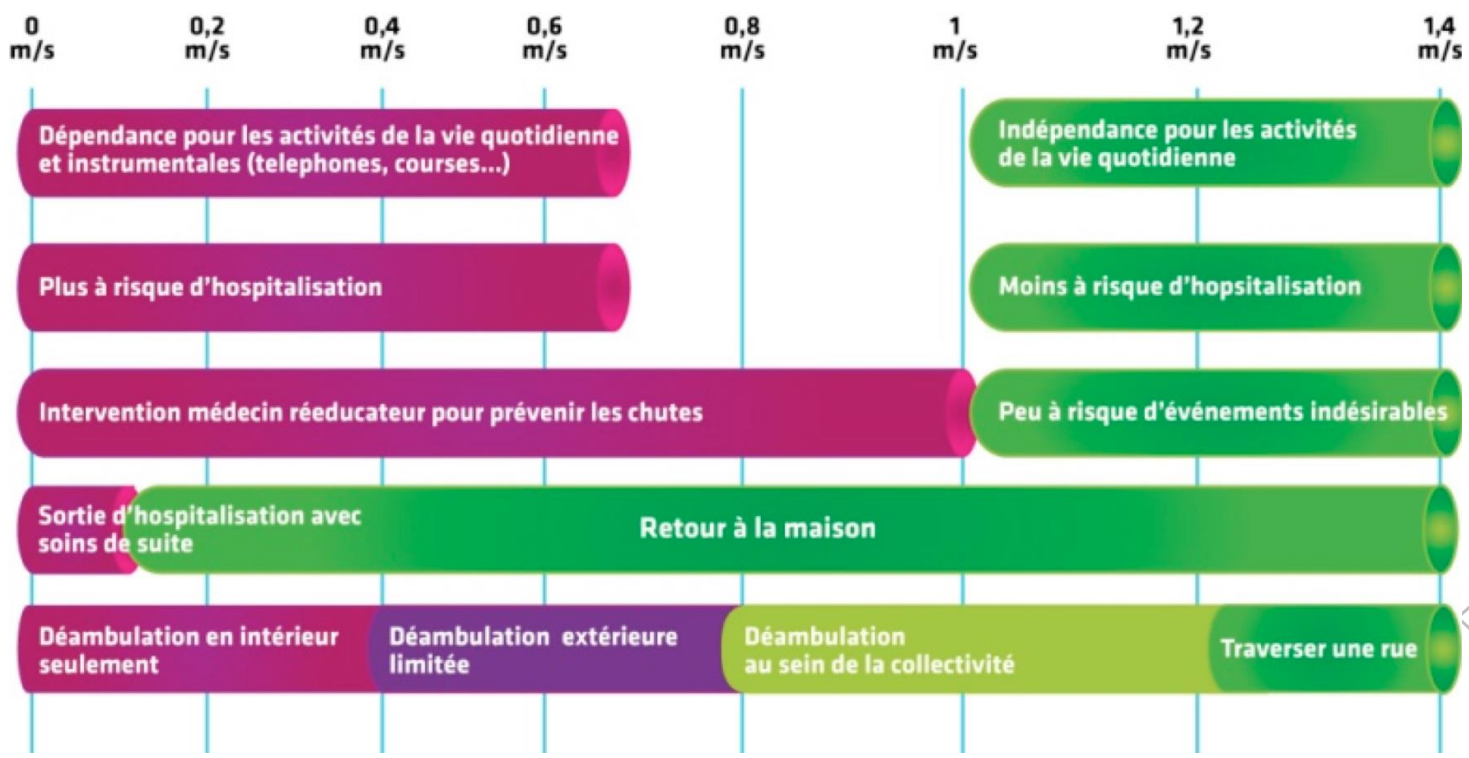 0 0,2 0,4 0,6 0,8 1 1,2 1,4
m/s m/s m/s m/s m/s m/s m/s m/s
Dépendance pour les activités de la vie quotidienne
et instrumentales (telephones, courses...)
Indépendance pour les activités
de la vie quotidienne
Plus à risque d'hospitalisation
Moins à risque d'hopsitalisation
Intervention médecin rééducateur pour prévenir les chutes
Peu à risque d'événements indésirables
Sortie d'hospitalisation avec
soins de suite
Retour à la maison
Déambulation en intérieur
seulement
Déambulation extérieure
limitée
Déambulation
au sein de la collectivité
Traverser une rue